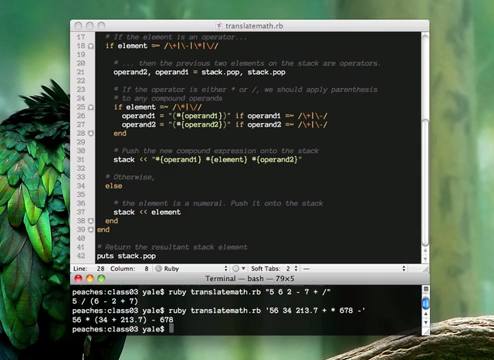 translatemath.rb
17 # If the element is an operator...
18 if element =~ /\+|\-|\*|\//
19
20 # ... then the previous two elements on the stack are operators.
21 operand2, operand1 = stack.pop, stack.pop
22
23 # If the operator is either * or /, we should apply parenthesis
24 # to any compound operands
25 if element =~ /\*|\//
26 operand1 = "(#{operand1})" if operand1 =~ /\+|\-/
27 operand2 = "(#{operand2})" if operand2 =~ /\+|\-/
28 end
29
30 # Push the new compound expression onto the stack
31 stack << "#{operand1} #{element} #{operand2}"
32
33 # Otherwise,
34 else
35
36 # the element is a numeral. Push it onto the stack
37 stack << element
38 end
39 end
40
41 # Return the resultant stack element
42 puts stack.pop
Line: 28 Column: 8 Ruby Soft Tabs: 2 —
Terminal — bash — 79×5
peaches:class03 yale$ ruby translatemath.rb "5 6 2 - 7 + /"
5 / (6 - 2 + 7)
peaches:class03 yale$ ruby translatemath.rb '56 34 213.7 + * 678 -'
56 * (34 + 213.7) - 678
peaches:class03 yale$